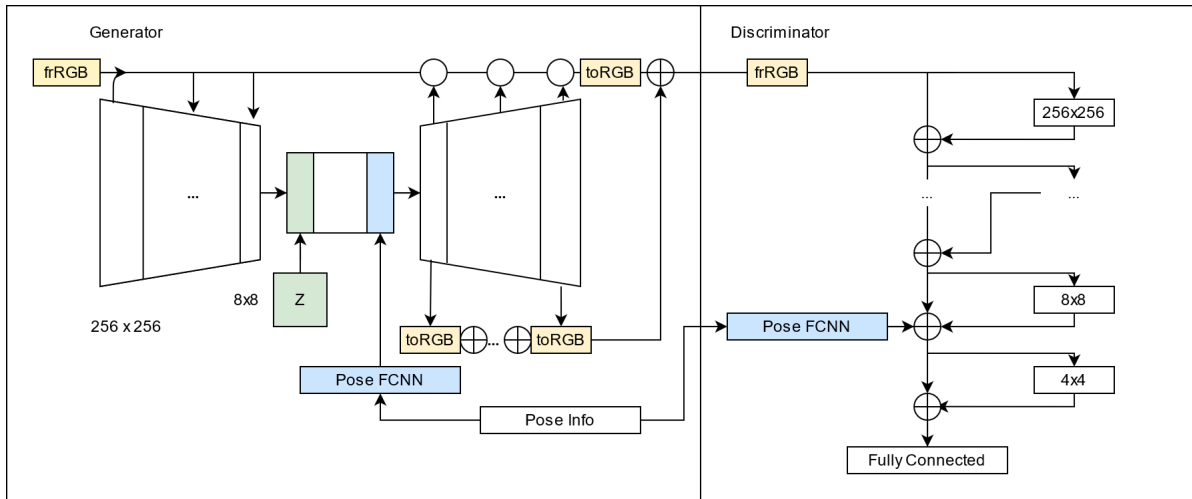 Generator
Discriminator
frRGB
toRGB
frRGB
256x256
...
...
...
...
8x8
Z
8x8
256 x 256
toRGB
...
toRGB
Pose FCNN
Pose FCNN
4x4
Pose Info
Fully Connected